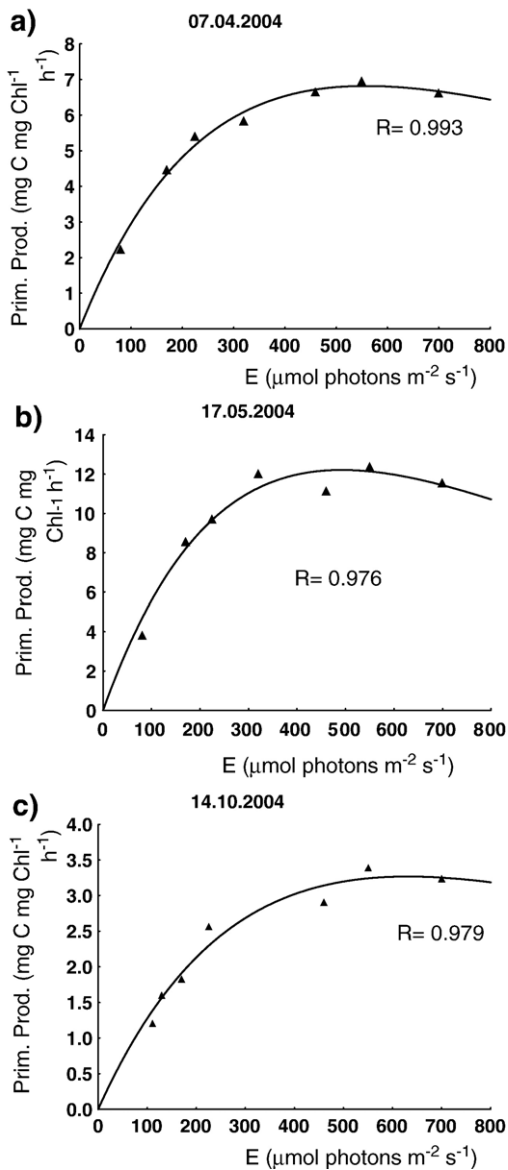 a)
07.04.2004
Prim. Prod. (mg C mg Chl⁻¹
h⁻¹)
8
7
6
5
4
3
2
1
0
R= 0.993
0 100 200 300 400 500 600 700 800
E (μmol photons m⁻² s⁻¹)
b)
17.05.2004
Prim. Prod. (mg C mg
Chl-1 h⁻¹)
14
12
10
8
6
4
2
0
R= 0.976
0 100 200 300 400 500 600 700 800
E (μmol photons m⁻² s⁻¹)
c)
14.10.2004
Prim. Prod. (mg C mg Chl⁻¹
h⁻¹)
4.0
3.5
3.0
2.5
2.0
1.5
1.0
0.5
0.0
R= 0.979
0 100 200 300 400 500 600 700 800
E (μmol photons m⁻² s⁻¹)